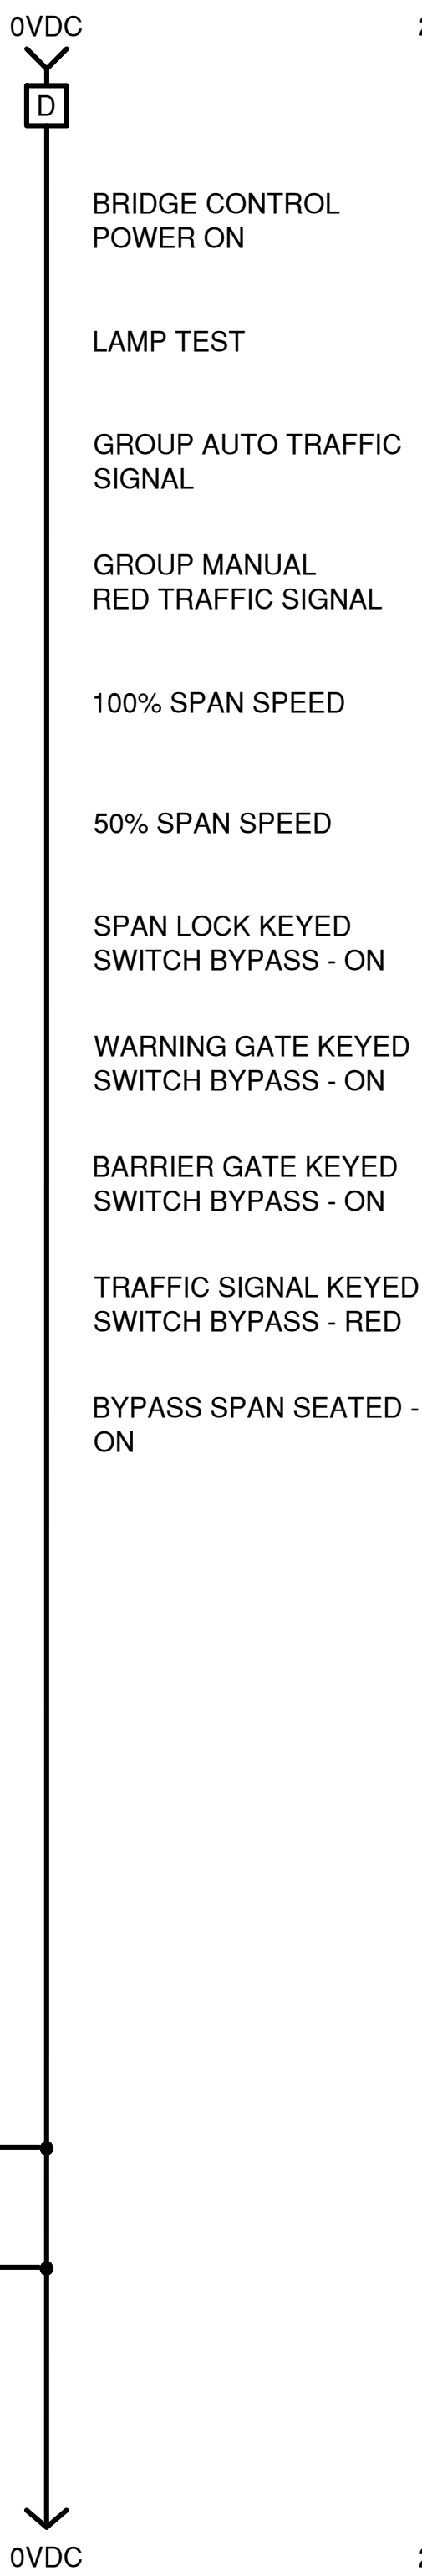 0VDC
D
BRIDGE CONTROL
POWER ON
LAMP TEST
GROUP AUTO TRAFFIC
SIGNAL
GROUP MANUAL
RED TRAFFIC SIGNAL
100% SPAN SPEED
50% SPAN SPEED
SPAN LOCK KEYED
SWITCH BYPASS - ON
WARNING GATE KEYED
SWITCH BYPASS - ON
BARRIER GATE KEYED
SWITCH BYPASS - ON
TRAFFIC SIGNAL KEYED
SWITCH BYPASS - RED
BYPASS SPAN SEATED -
ON
0VDC